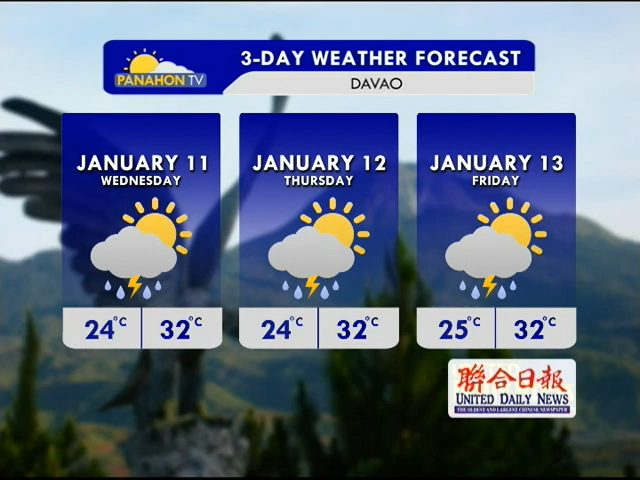 PANAHON TV
3-DAY WEATHER FORECAST
DAVAO
JANUARY 11
WEDNESDAY
24°C
32°C
JANUARY 12
THURSDAY
24°C
32°C
JANUARY 13
FRIDAY
25°C
32°C
聯合日報
UNITED DAILY NEWS
THE OLDEST AND LARGEST CHINESE NEWSPAPER